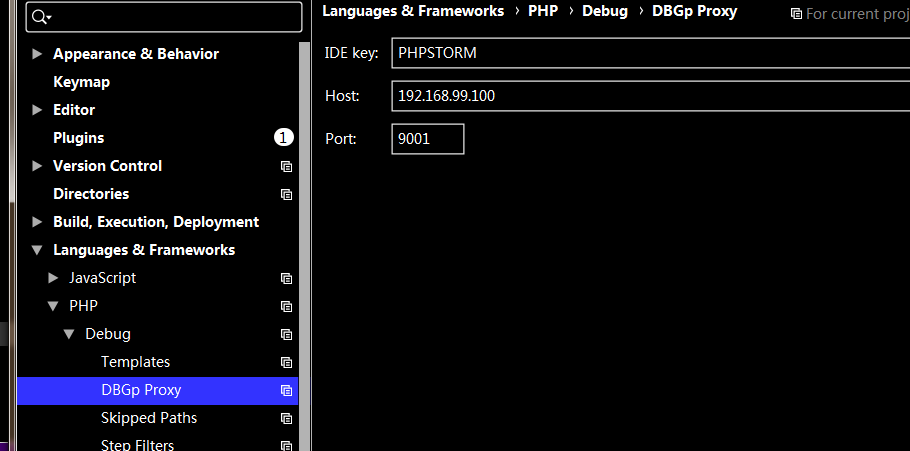 Languages & Frameworks › PHP › Debug › DBGp Proxy
For current proj
IDE key: PHPSTORM
Host: 192.168.99.100
Port: 9001
Appearance & Behavior
Keymap
Editor
Plugins 1
Version Control
Directories
Build, Execution, Deployment
Languages & Frameworks
JavaScript
PHP
Debug
Templates
DBGp Proxy
Skipped Paths
Step Filters